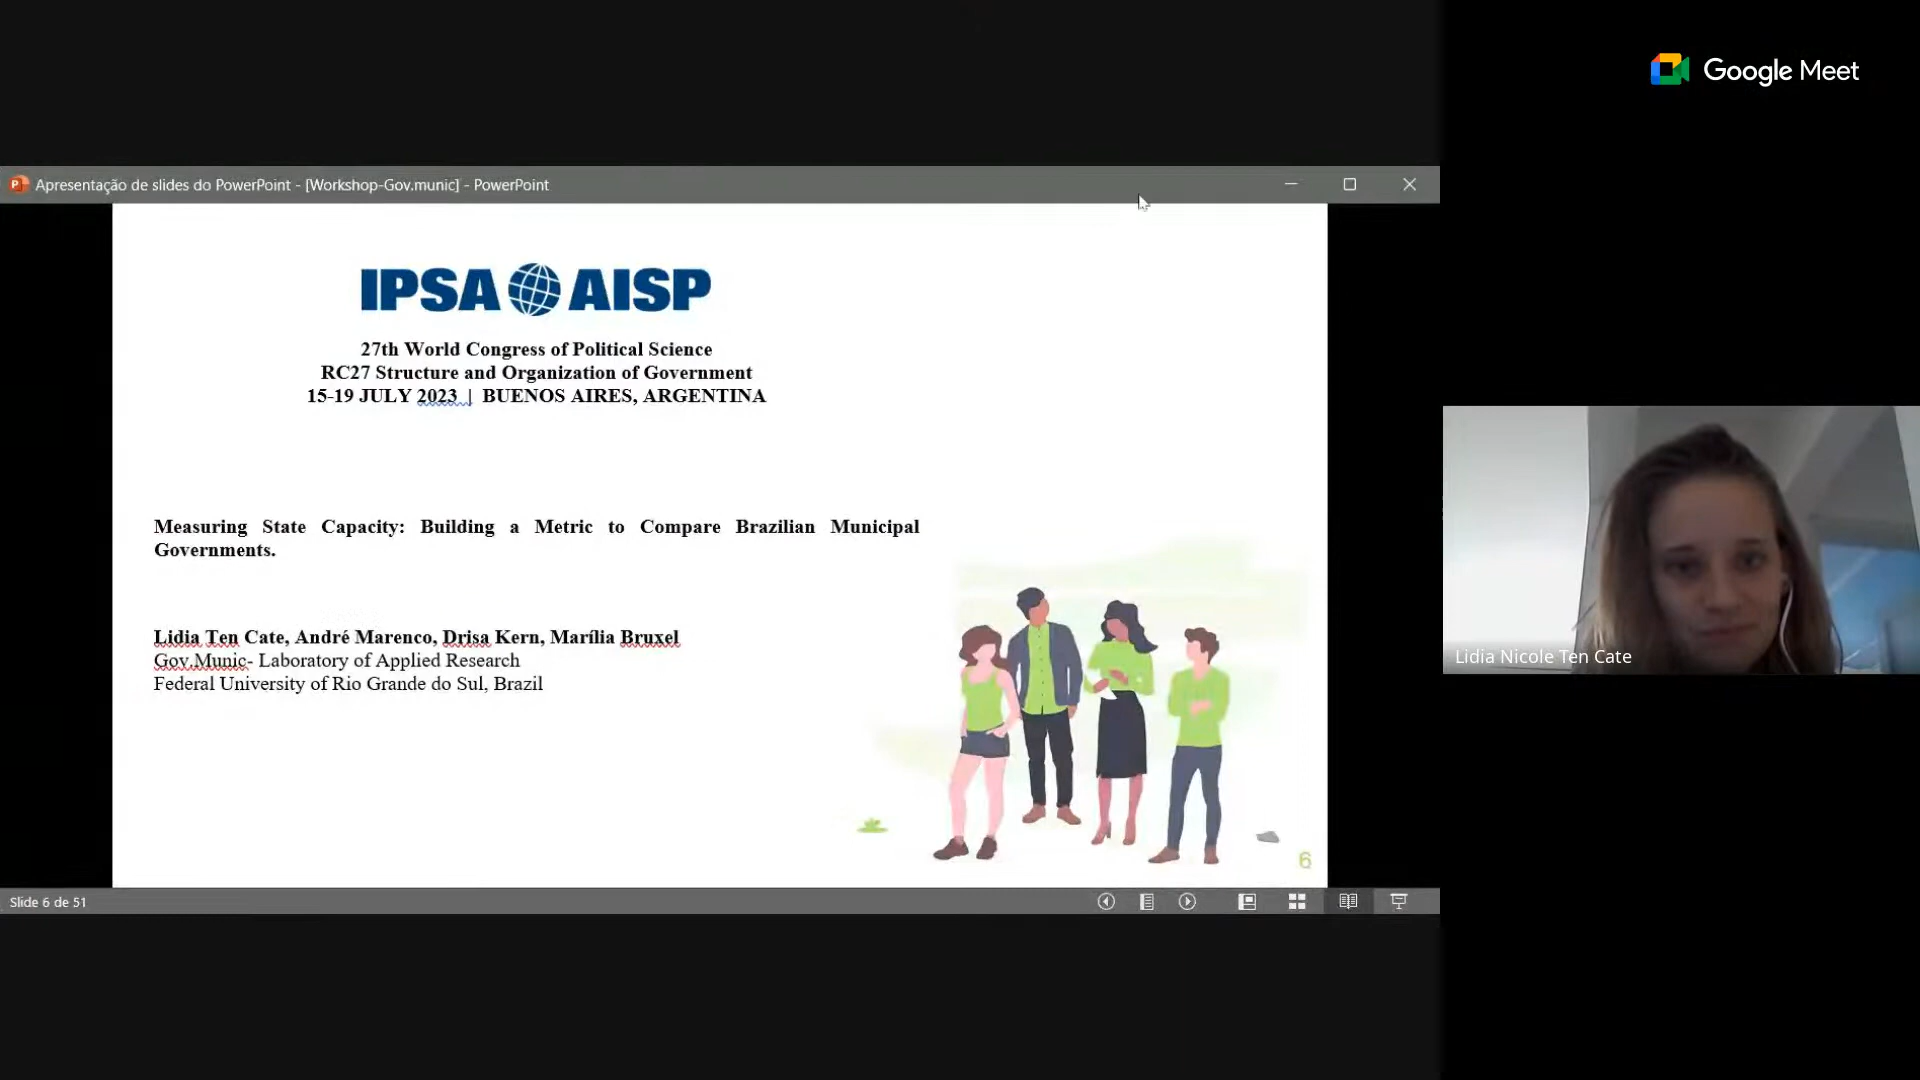 Google Meet
Apresentação de slides do PowerPoint - [Workshop-Gov.munic] - PowerPoint
IPSA AISP
27th World Congress of Political Science
RC27 Structure and Organization of Government
15-19 JULY 2023 | BUENOS AIRES, ARGENTINA
Measuring State Capacity: Building a Metric to Compare Brazilian Municipal
Governments.
Lidia Ten Cate, André Marenco, Drisa Kern, Marília Bruxel
Gov.Munic- Laboratory of Applied Research
Federal University of Rio Grande do Sul, Brazil
6
Slide 6 de 51
Lidia Nicole Ten Cate